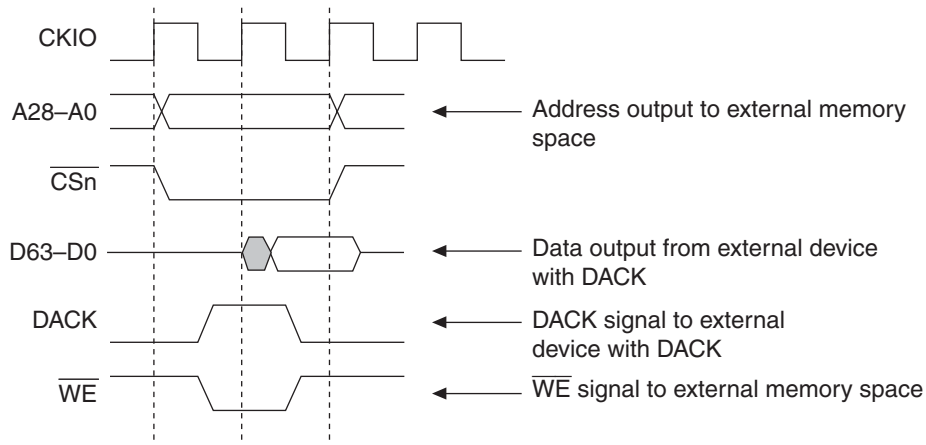 CKIO
A28–A0
Address output to external memory
space
CSn
D63–D0
Data output from external device
with DACK
DACK
DACK signal to external
device with DACK
WE
WE signal to external memory space